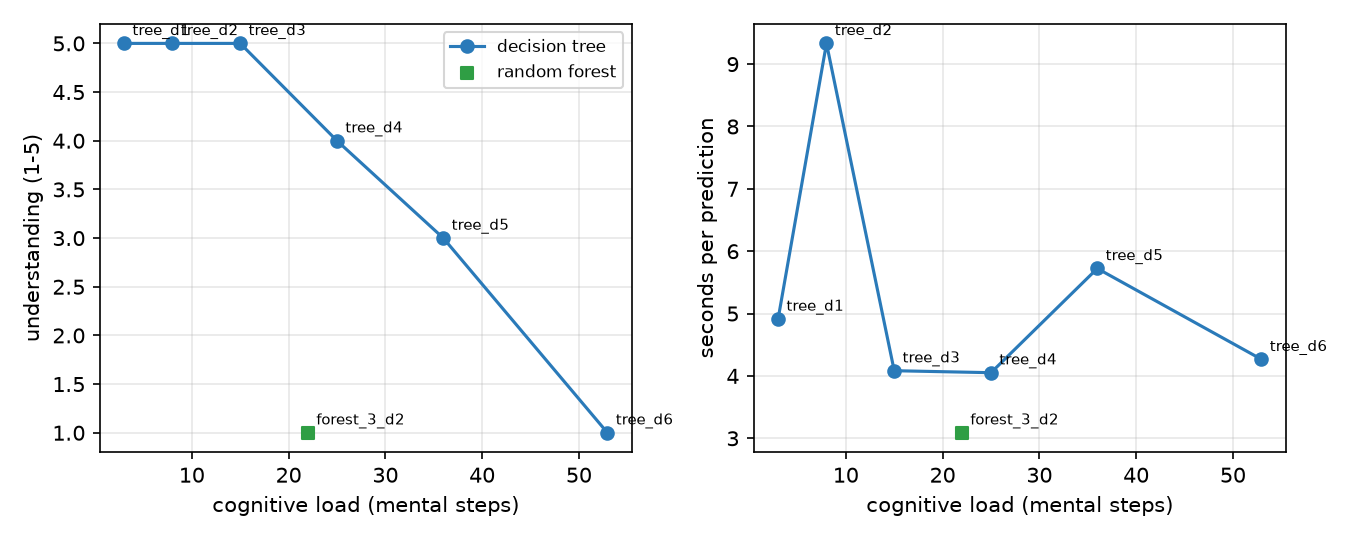 understanding (1-5)
5.0
4.5
4.0
3.5
3.0
2.5
2.0
1.5
1.0
tree_d1
tree_d2
tree_d3
tree_d4
tree_d5
tree_d6
forest_3_d2
decision tree
random forest
10 20 30 40 50
cognitive load (mental steps)
seconds per prediction
9
8
7
6
5
4
3
tree_d2
tree_d1
tree_d5
tree_d3
tree_d4
tree_d6
forest_3_d2
10 20 30 40 50
cognitive load (mental steps)